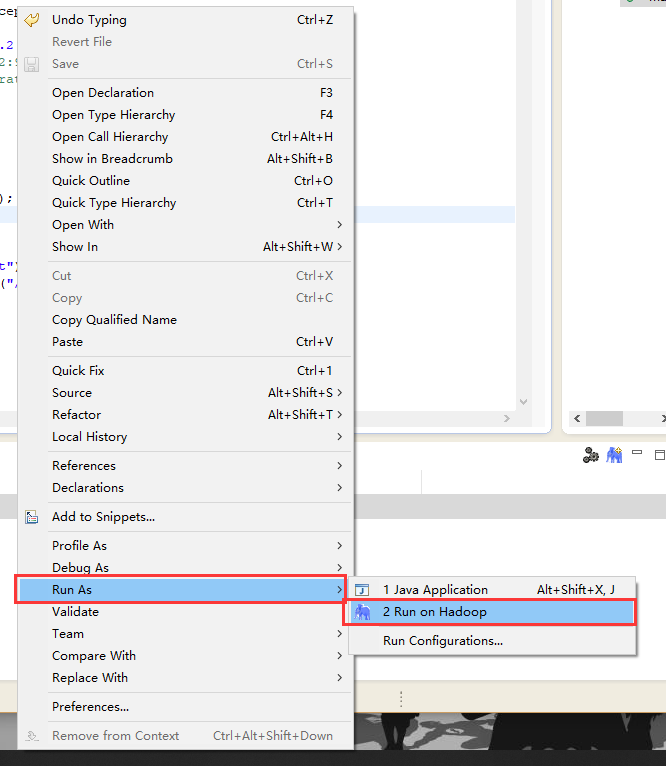 Undo Typing Ctrl+Z
Revert File
Save Ctrl+S
Open Declaration F3
Open Type Hierarchy F4
Open Call Hierarchy Ctrl+Alt+H
Show in Breadcrumb Alt+Shift+B
Quick Outline Ctrl+O
Quick Type Hierarchy Ctrl+T
);
Open With
Show In Alt+Shift+W
t")
Cut Ctrl+X
("/
Copy Ctrl+C
Copy Qualified Name
Paste Ctrl+V
Quick Fix Ctrl+1
Source Alt+Shift+S
Refactor Alt+Shift+T
Local History
References
Declarations
Add to Snippets...
Profile As
Debug As
Run As
1 Java Application Alt+Shift+X, J
Validate
2 Run on Hadoop
Team
Run Configurations...
Compare With
Replace With
Preferences...
Remove from Context Ctrl+Alt+Shift+Down